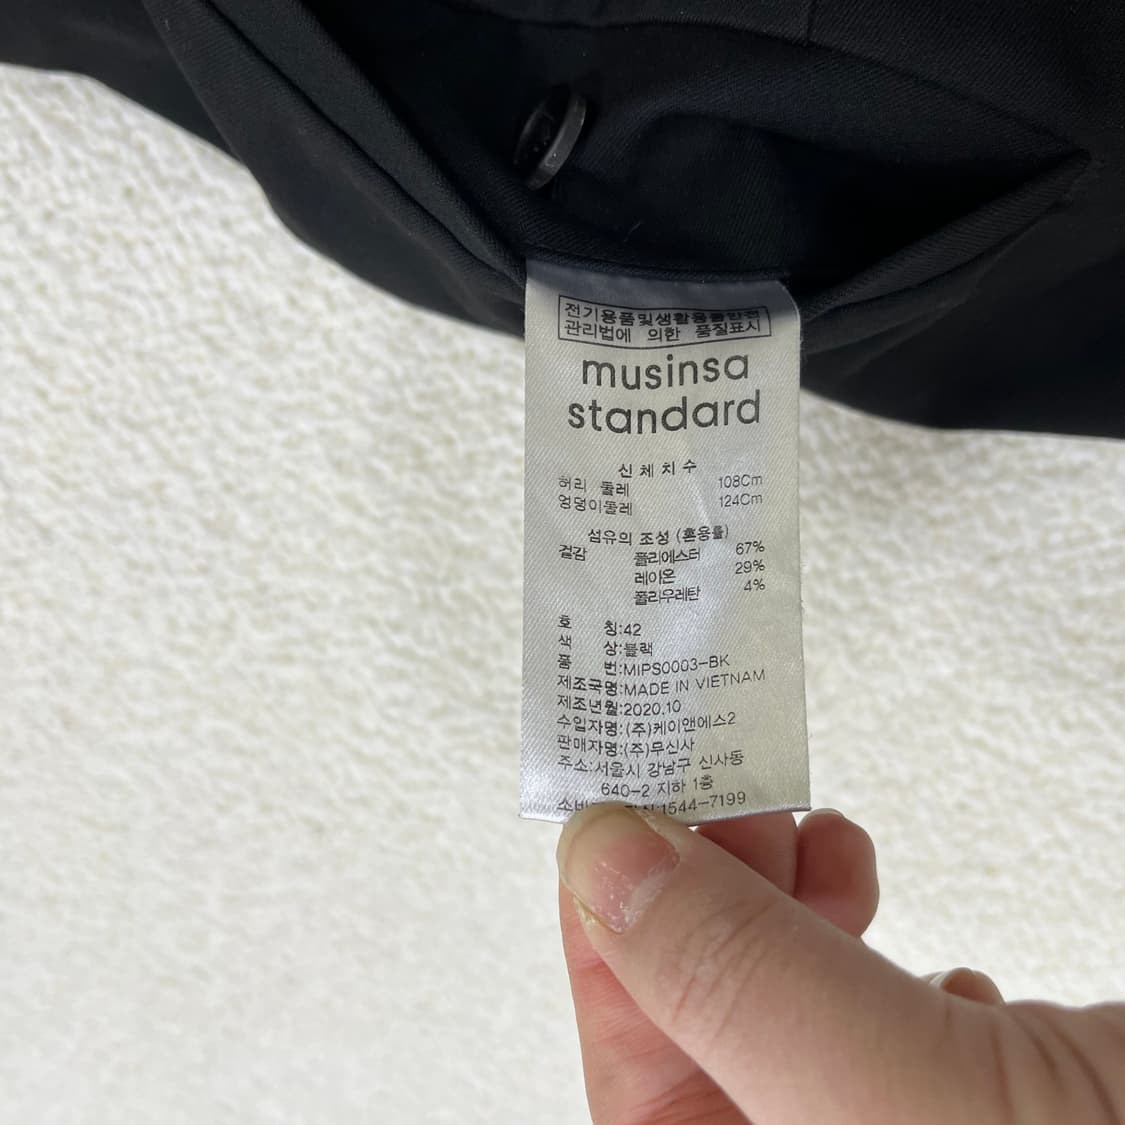 전기용품및생활용품안전
관리법에 의한 품질표시
musinsa
standard
신체치수
허리 둘레 108Cm
엉덩이둘레 124Cm
섬유의 조성 (혼용률)
겉감 폴리에스터 67%
레이온 29%
폴리우레탄 4%
호 칭:42
색 상:블랙
품 번:MIPS0003-BK
제조국명:MADE IN VIETNAM
제조년월:2020.10
수입자명:(주)케이앤에스2
판매자명:(주)무신사
주소:서울시 강남구 신사동
640-2 지하 1층
1544-7199